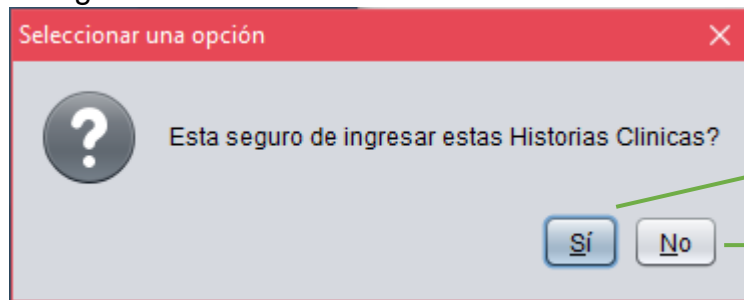 Seleccionar una opción
Esta seguro de ingresar estas Historias Clinicas?
Sí
No